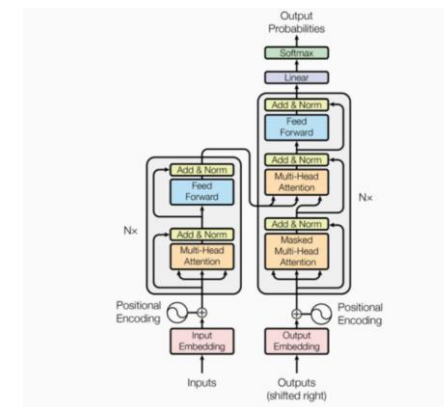 Output
Probabilities
Softmax
Linear
Add & Norm
Feed
Forward
Add & Norm
Multi-Head
Attention
Add & Norm
Masked
Multi-Head
Attention
Nx
Positional
Encoding
Output
Embedding
Outputs
(shifted right)
Add & Norm
Feed
Forward
Add & Norm
Multi-Head
Attention
Nx
Positional
Encoding
Input
Embedding
Inputs